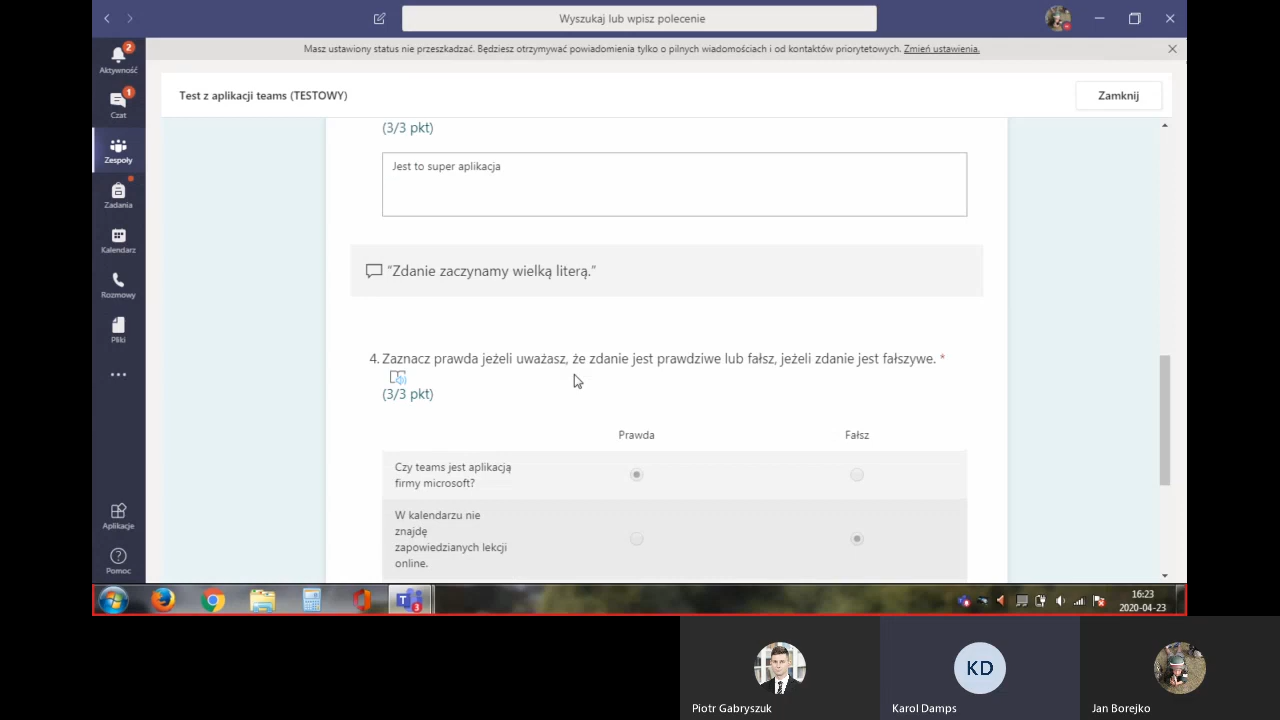 Wyszukaj lub wpisz polecenie
Masz ustawiony status nie przeszkadzać. Będziesz otrzymywać powiadomienia tylko o pilnych wiadomościach i od kontaktów priorytetowych. Zmień ustawienia.
2
Aktywność
1
Czat
Zespoły
Zadania
Kalendarz
Rozmowy
Pliki
Aplikacje
Pomoc
Test z aplikacji teams (TESTOWY)
Zamknij
(3/3 pkt)
Jest to super aplikacja
"Zdanie zaczynamy wielką literą."
4. Zaznacz prawda jeżeli uważasz, że zdanie jest prawdziwe lub fałsz, jeżeli zdanie jest fałszywe. *
(3/3 pkt)
Prawda
Fałsz
Czy teams jest aplikacją
firmy microsoft?
W kalendarzu nie
znajdę
zapowiedzianych lekcji
online.
T
3
16:23
2020-04-23
KD
Piotr Gabryszuk
Karol Damps
Jan Borejko